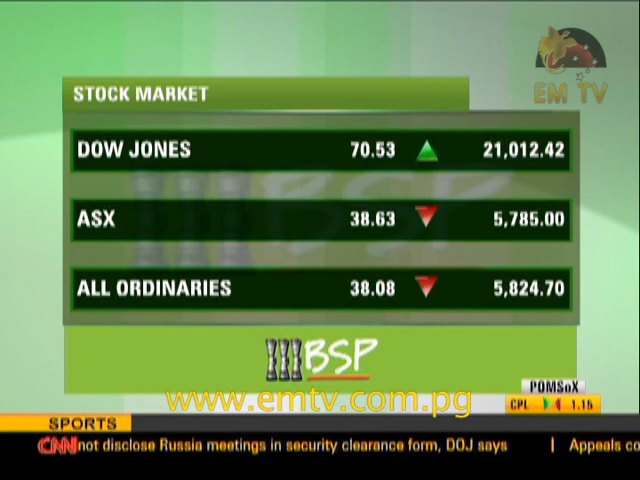 EM TV
STOCK MARKET
DOW JONES 70.53 21,012.42
ASX 38.63 5,785.00
ALL ORDINARIES 38.08 5,824.70
BSP
BSP
www.emtv.com.pg
POMSoX
CPL 1.15
SPORTS
CNN not disclose Russia meetings in security clearance form, DOJ says | Appeals co